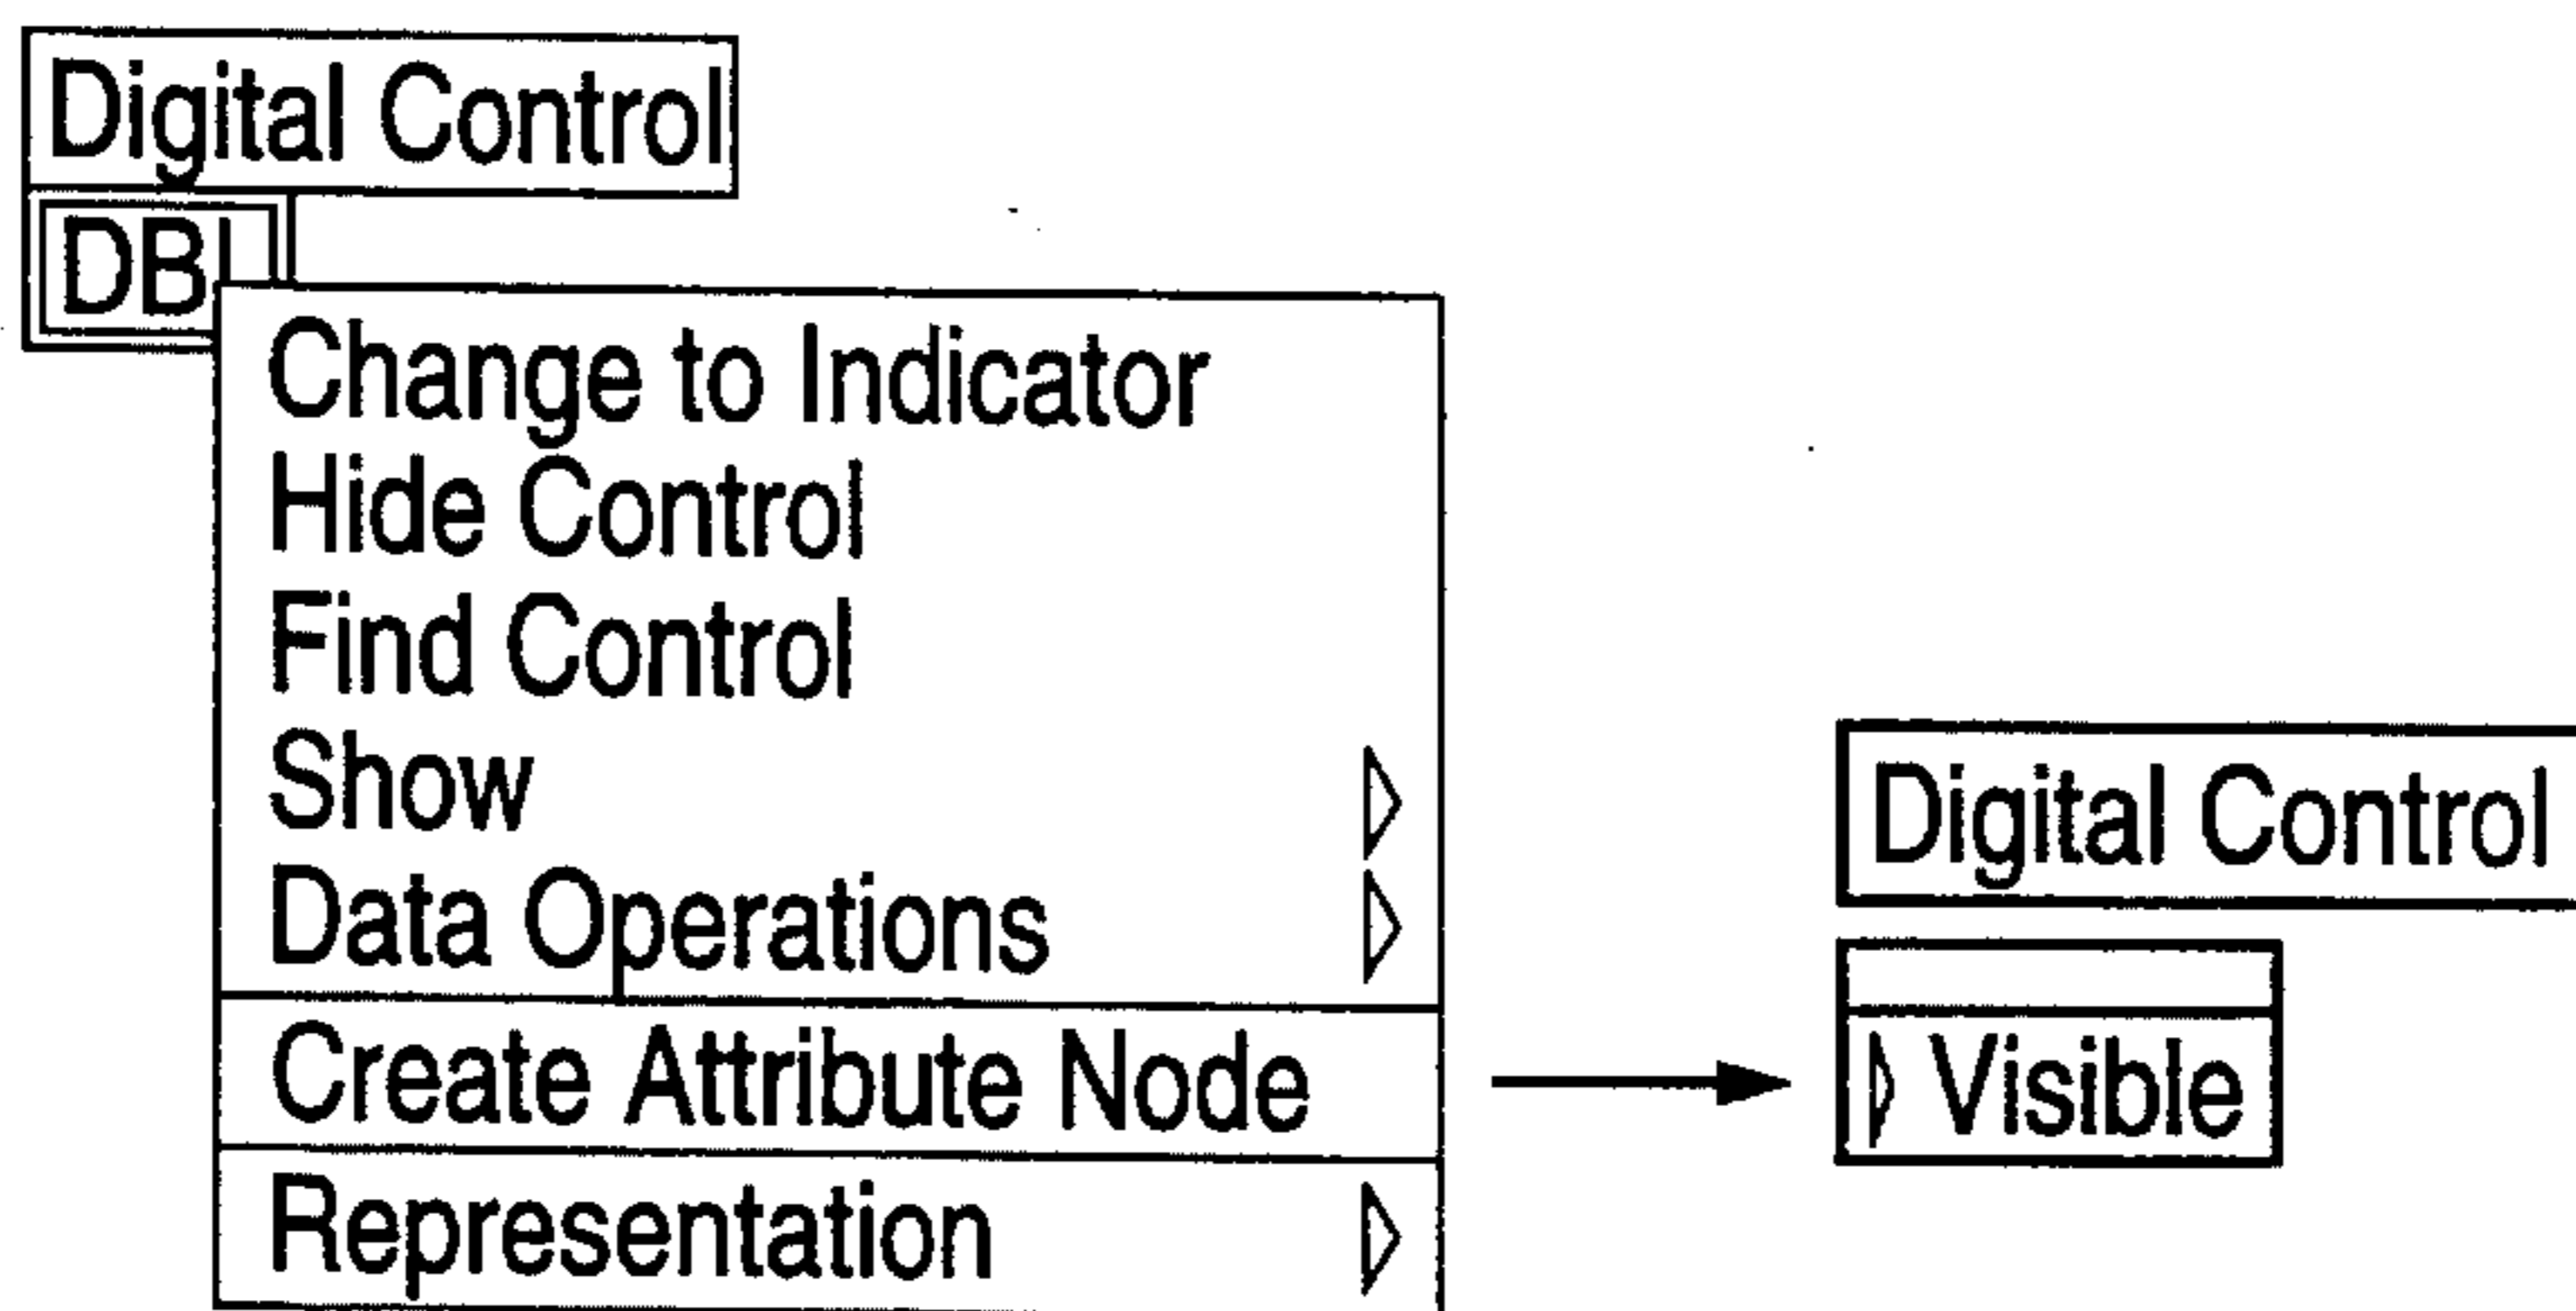 Digital Control
DBL
Change to Indicator
Hide Control
Find Control
Show
Data Operations
Create Attribute Node
Representation
Digital Control
Visible